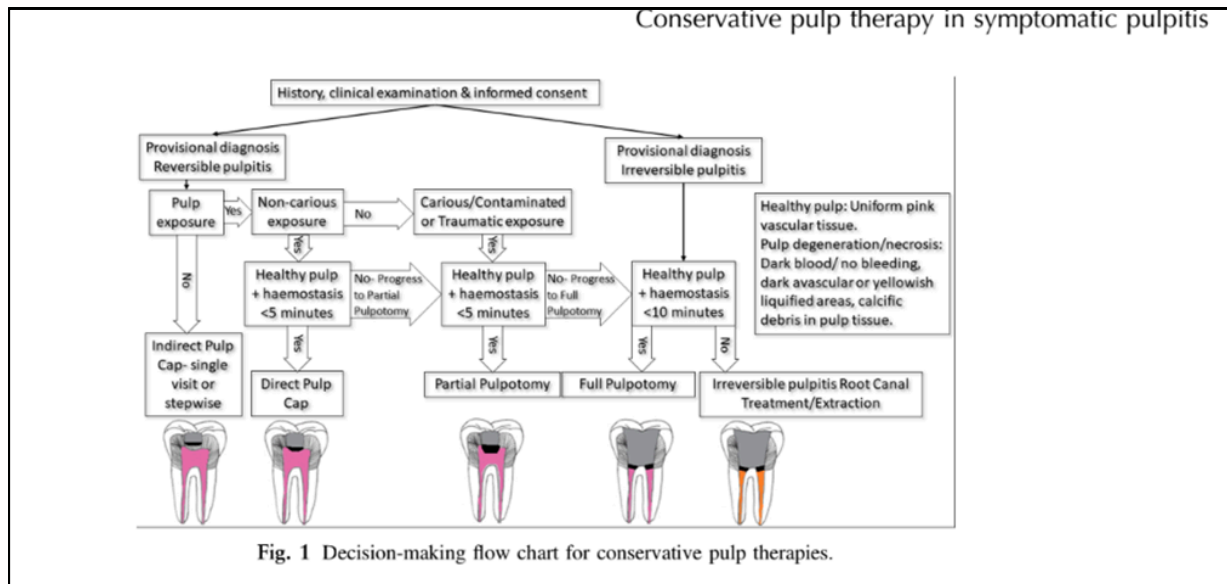 Conservative pulp therapy in symptomatic pulpitis
History, clinical examination & informed consent
Provisional diagnosis
Reversible pulpitis
Provisional diagnosis
Irreversible pulpitis
Pulp
exposure
Yes
Non-carious
exposure
No
Carious/Contaminated
or Traumatic exposure
Healthy pulp: Uniform pink
vascular tissue.
Pulp degeneration/necrosis:
Dark blood/ no bleeding,
dark avascular or yellowish
liquified areas, calcific
debris in pulp tissue.
No
Yes
Yes
Healthy pulp
+ haemostasis
<5 minutes
No- Progress
to Partial
Pulpotomy
Healthy pulp
+ haemostasis
<5 minutes
No- Progress
to Full
Pulpotomy
Healthy pulp
+ haemostasis
<10 minutes
Yes
Yes
Yes
No
Indirect Pulp
Cap- single
visit or
stepwise
Direct Pulp
Cap
Partial Pulpotomy
Full Pulpotomy
Irreversible pulpitis Root Canal
Treatment/Extraction
Fig. 1 Decision-making flow chart for conservative pulp therapies.